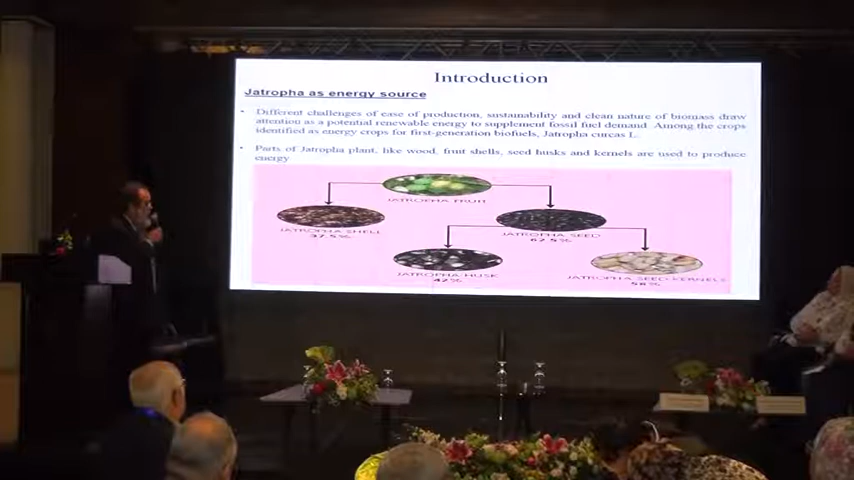 Introduction
Jatropha as energy source
• Different challenges of ease of production, sustainability and clean nature of biomass draw
attention as a potential renewable energy to supplement fossil fuel demand. Among the crops
identified as energy crops for first-generation biofuels, Jatropha curcas L.
• Parts of Jatropha plant, like wood, fruit shells, seed husks and kernels are used to produce
energy
JATROPHA FRUIT
JATROPHA SHELL
37.5%
JATROPHA SEED
62.5%
JATROPHA HUSK
42%
JATROPHA SEED KERNELS
58%